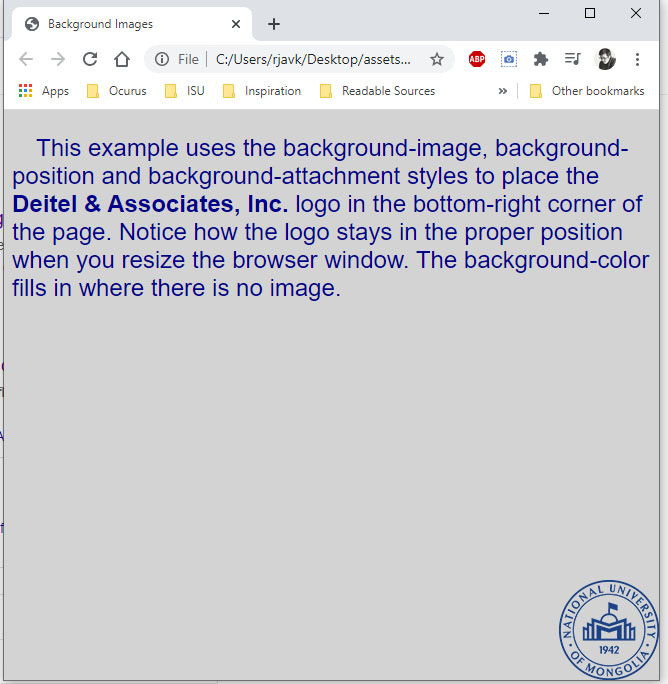 Background Images
File
C:/Users/rjavk/Desktop/assets...
ABP
Apps
Ocurus
ISU
Inspiration
Readable Sources
»
Other bookmarks
This example uses the background-image, background-
position and background-attachment styles to place the
Deitel & Associates, Inc. logo in the bottom-right corner of
the page. Notice how the logo stays in the proper position
when you resize the browser window. The background-color
fills in where there is no image.
NATIONAL UNIVERSITY
1942
OF MONGOLIA